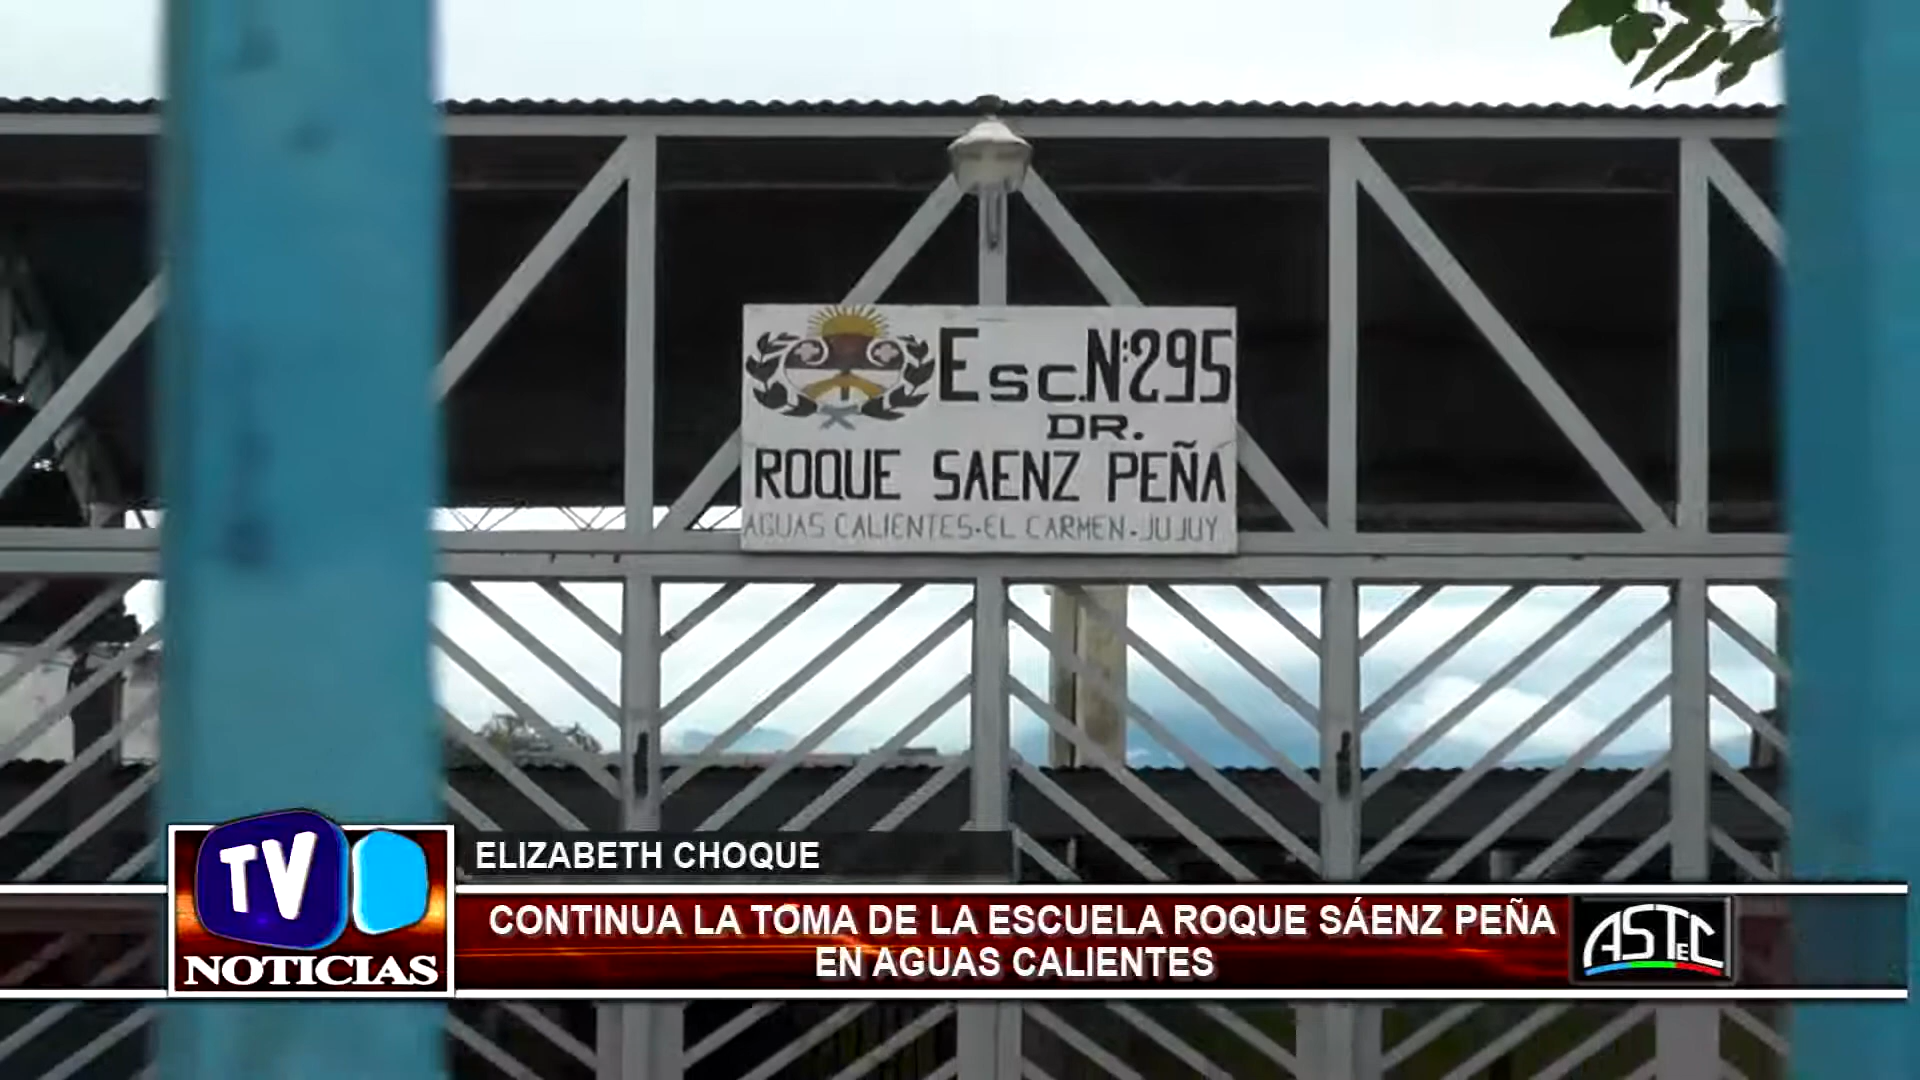 Esc.Nº:295
DR.
ROQUE SAENZ PEÑA
AGUAS CALIENTES-EL CARMEN-JUJUY
ELIZABETH CHOQUE
CONTINUA LA TOMA DE LA ESCUELA ROQUE SÁENZ PEÑA
EN AGUAS CALIENTES
TV
NOTICIAS
ASTEC